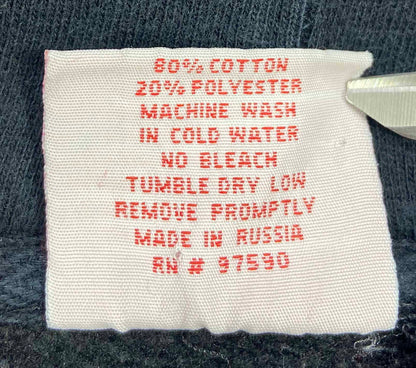 80% COTTON
20% POLYESTER
MACHINE WASH
IN COLD WATER
NO BLEACH
TUMBLE DRY LOW
REMOVE PROMPTLY
MADE IN RUSSIA
RN # 97590